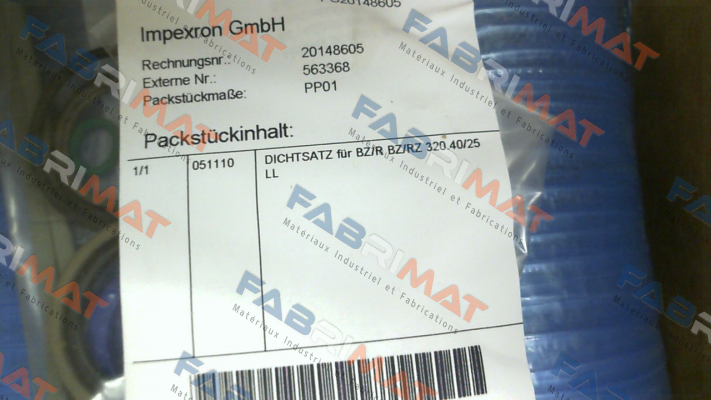 20148605
Impexron GmbH
Rechnungsnr.: 20148605
Externe Nr.: 563368
Packstückmaße: PP01
Packstückinhalt:
1/1 051110 DICHTSATZ für BZ/R,BZ/RZ 320.40/25
LL
FABRIMAT
Materiaux Industriel et Fabrications